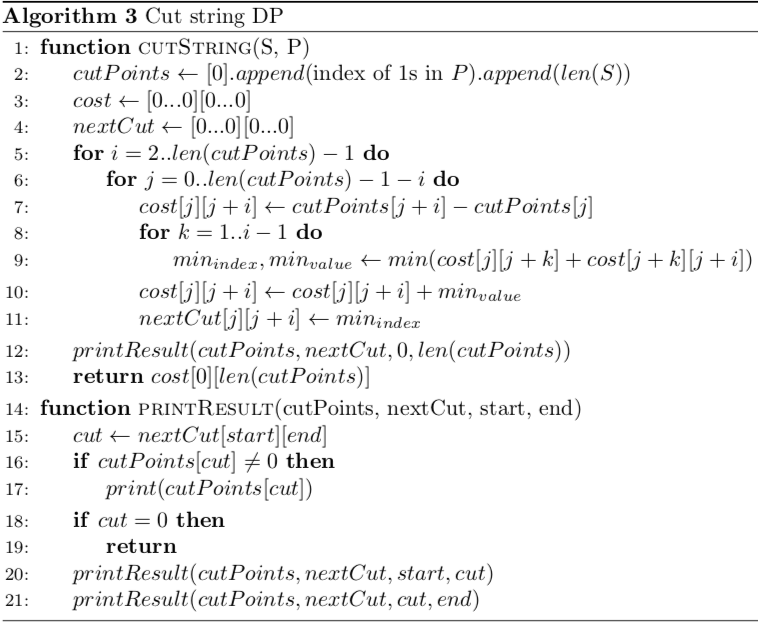 Algorithm 3 Cut string DP
1: function CUTSTRING(S, P)
2: cutPoints ← [0].append(index of 1s in P).append(len(S))
3: cost ← [0...0][0...0]
4: nextCut ← [0...0][0...0]
5: for i = 2..len(cutPoints) − 1 do
6: for j = 0..len(cutPoints) − 1 − i do
7: cost[j][j + i] ← cutPoints[j + i] − cutPoints[j]
8: for k = 1..i − 1 do
9: min_index, min_value ← min(cost[j][j + k] + cost[j + k][j + i])
10: cost[j][j + i] ← cost[j][j + i] + min_value
11: nextCut[j][j + i] ← min_index
12: printResult(cutPoints, nextCut, 0, len(cutPoints))
13: return cost[0][len(cutPoints)]
14: function PRINTRESULT(cutPoints, nextCut, start, end)
15: cut ← nextCut[start][end]
16: if cutPoints[cut] ≠ 0 then
17: print(cutPoints[cut])
18: if cut = 0 then
19: return
20: printResult(cutPoints, nextCut, start, cut)
21: printResult(cutPoints, nextCut, cut, end)